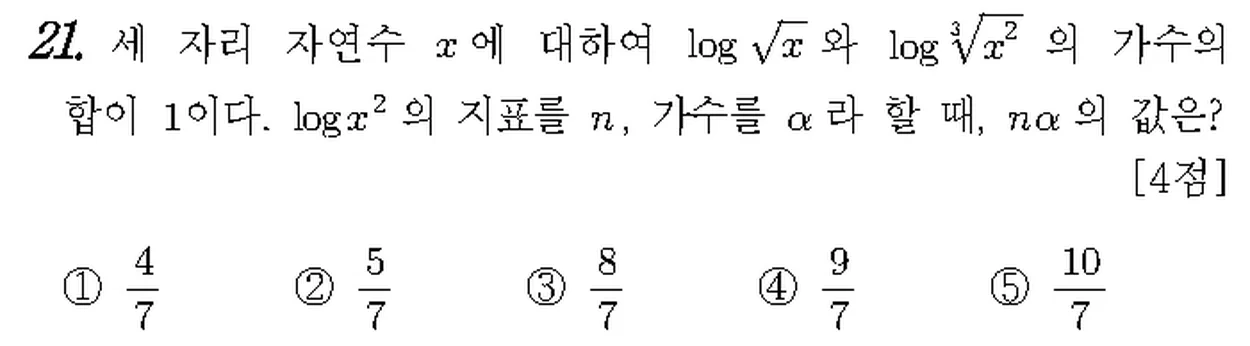 21. 세 자리 자연수 x에 대하여 log √x 와 log ∛(x²) 의 가수의
합이 1이다. log x² 의 지표를 n, 가수를 α라 할 때, nα의 값은?
[4점]
① 4/7 ② 5/7 ③ 8/7 ④ 9/7 ⑤ 10/7